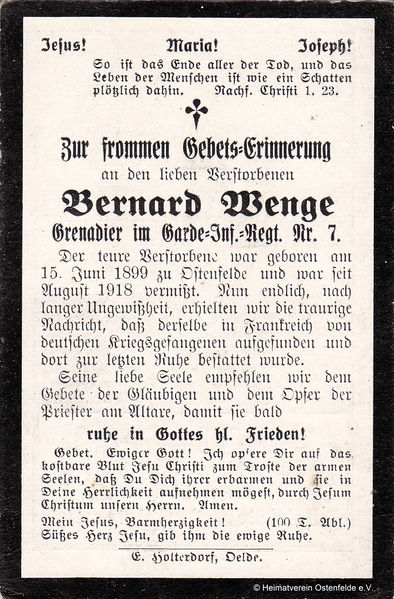 Jesus! Maria! Joseph!
So ist das Ende aller der Tod, und das
Leben der Menschen ist wie ein Schatten
plötzlich dahin. Nachf. Christi 1. 23.
Zur frommen Gebets-Erinnerung
an den lieben Verstorbenen
Bernard Wenge
Grenadier im Garde-Inf.-Regt. Nr. 7.
Der teure Verstorbene war geboren am
15. Juni 1899 zu Ostenfelde und war seit
August 1918 vermißt. Nun endlich, nach
langer Ungewißheit, erhielten wir die traurige
Nachricht, daß derselbe in Frankreich von
deutschen Kriegsgefangenen aufgefunden und
dort zur letzten Ruhe bestattet wurde.
Seine liebe Seele empfehlen wir dem
Gebete der Gläubigen und dem Opfer der
Priester am Altare, damit sie bald
ruhe in Gottes hl. Frieden!
Gebet. Ewiger Gott! Ich opfere Dir auf das
kostbare Blut Jesu Christi zum Troste der armen
Seelen, daß Du Dich ihrer erbarmen und sie in
Deine Herrlichkeit aufnehmen mögest, durch Jesum
Christum unsern Herrn. Amen.
Mein Jesus, Barmherzigkeit! (100 T. Abl.)
Süßes Herz Jesu, gib ihm die ewige Ruhe.
E. Holterdorf, Oelde.
© Heimatverein Ostenfelde e.V.